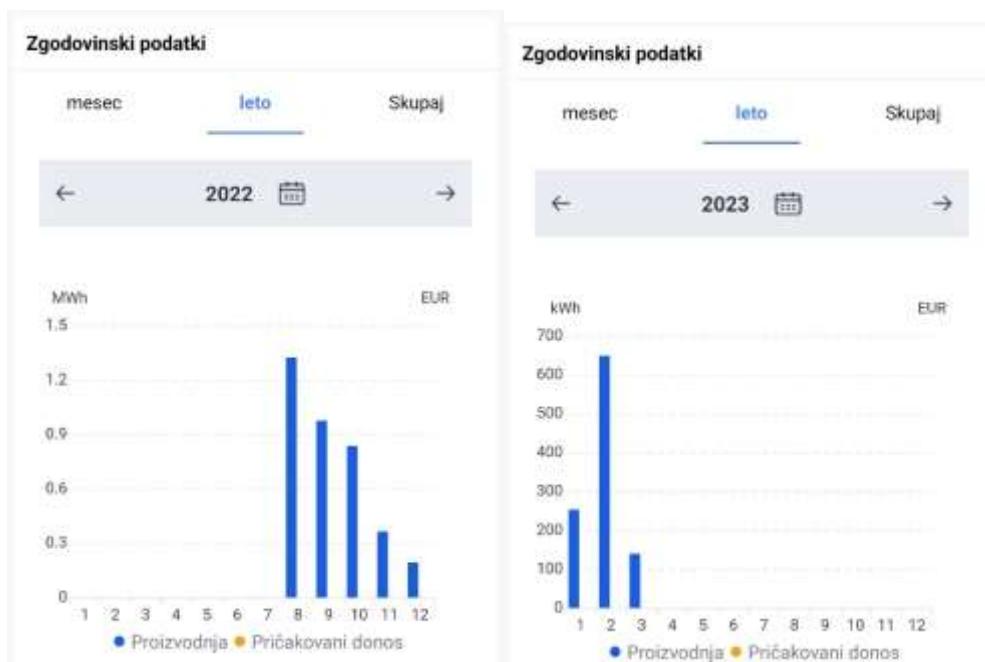 Zgodovinski podatki
mesec leto Skupaj
← 2022 →
MWh EUR
1.5
1.2
0.9
0.6
0.3
0
1 2 3 4 5 6 7 8 9 10 11 12
Proizvodnja Pričakovani donos
Zgodovinski podatki
mesec leto Skupaj
← 2023 →
kWh EUR
700
600
500
400
300
200
100
0
1 2 3 4 5 6 7 8 9 10 11 12
Proizvodnja Pričakovani donos